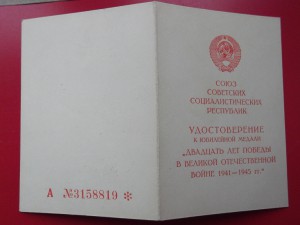 СОЮЗ
СОВЕТСКИХ
СОЦИАЛИСТИЧЕСКИХ
РЕСПУБЛИК
УДОСТОВЕРЕНИЕ
К ЮБИЛЕЙНОЙ МЕДАЛИ
„ДВАДЦАТЬ ЛЕТ ПОБЕДЫ
В ВЕЛИКОЙ ОТЕЧЕСТВЕННОЙ
ВОЙНЕ 1941—1945 гг.“
А №3158819 *